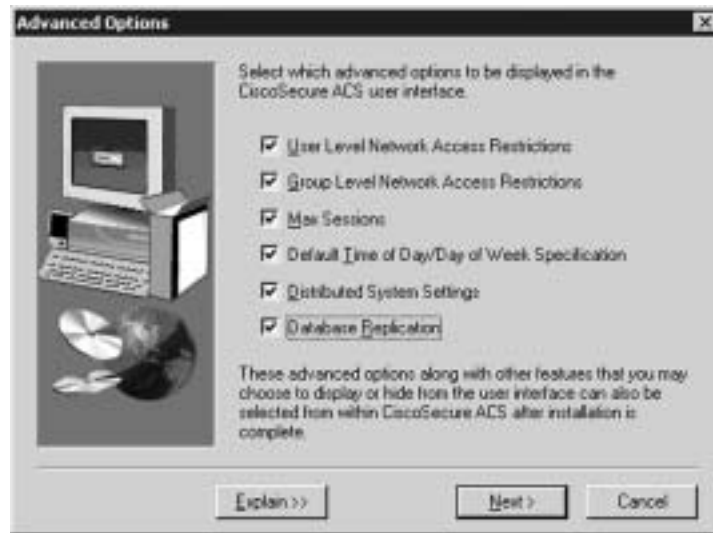 Advanced Options
Select which advanced options to be displayed in the
CiscoSecure ACS user interface.
User Level Network Access Restrictions
Group Level Network Access Restrictions
Max Sessions
Default Time of Day/Day of Week Specification
Distributed System Settings
Database Replication
These advanced options along with other features that you may
choose to display or hide from the user interface can also be
selected from within CiscoSecure ACS after installation is
complete.
Explain >>
Next >
Cancel